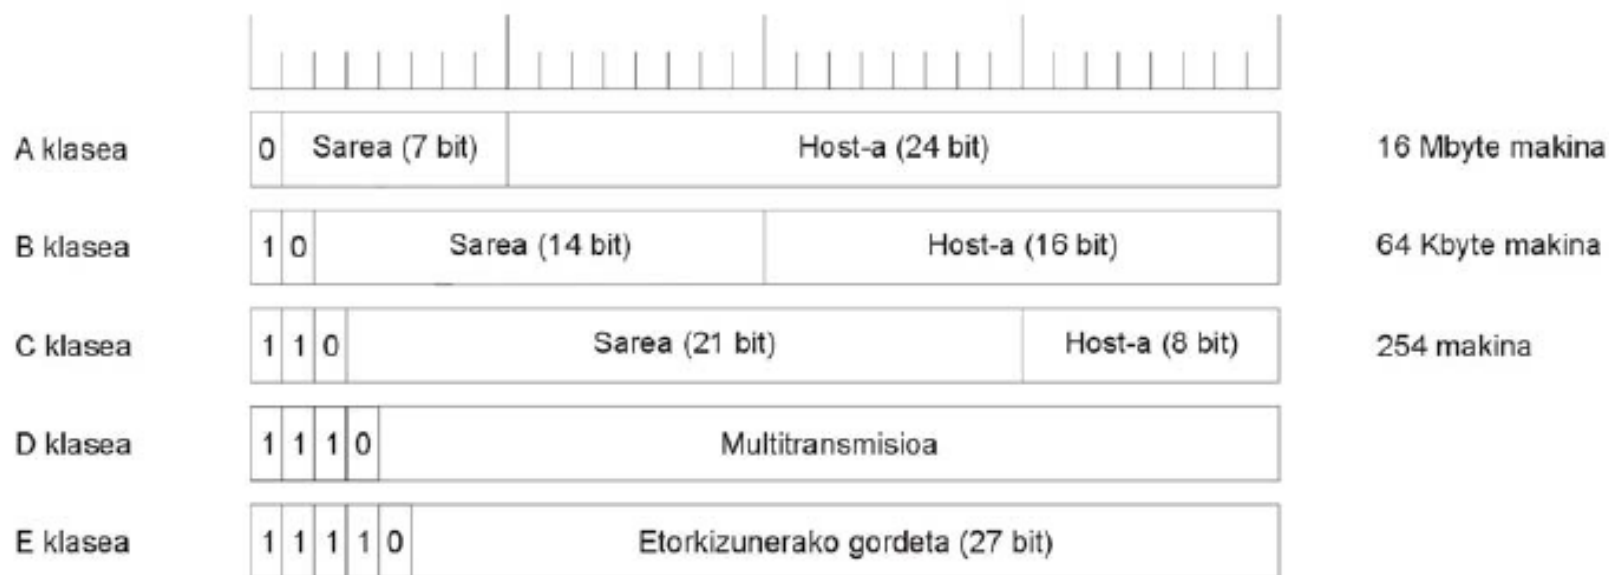 A klasea 0 Sarea (7 bit) Host-a (24 bit) 16 Mbyte makina
B klasea 1 0 Sarea (14 bit) Host-a (16 bit) 64 Kbyte makina
C klasea 1 1 0 Sarea (21 bit) Host-a (8 bit) 254 makina
D klasea 1 1 1 0 Multitransmisioa
E klasea 1 1 1 1 0 Etorkizunerako gordeta (27 bit)